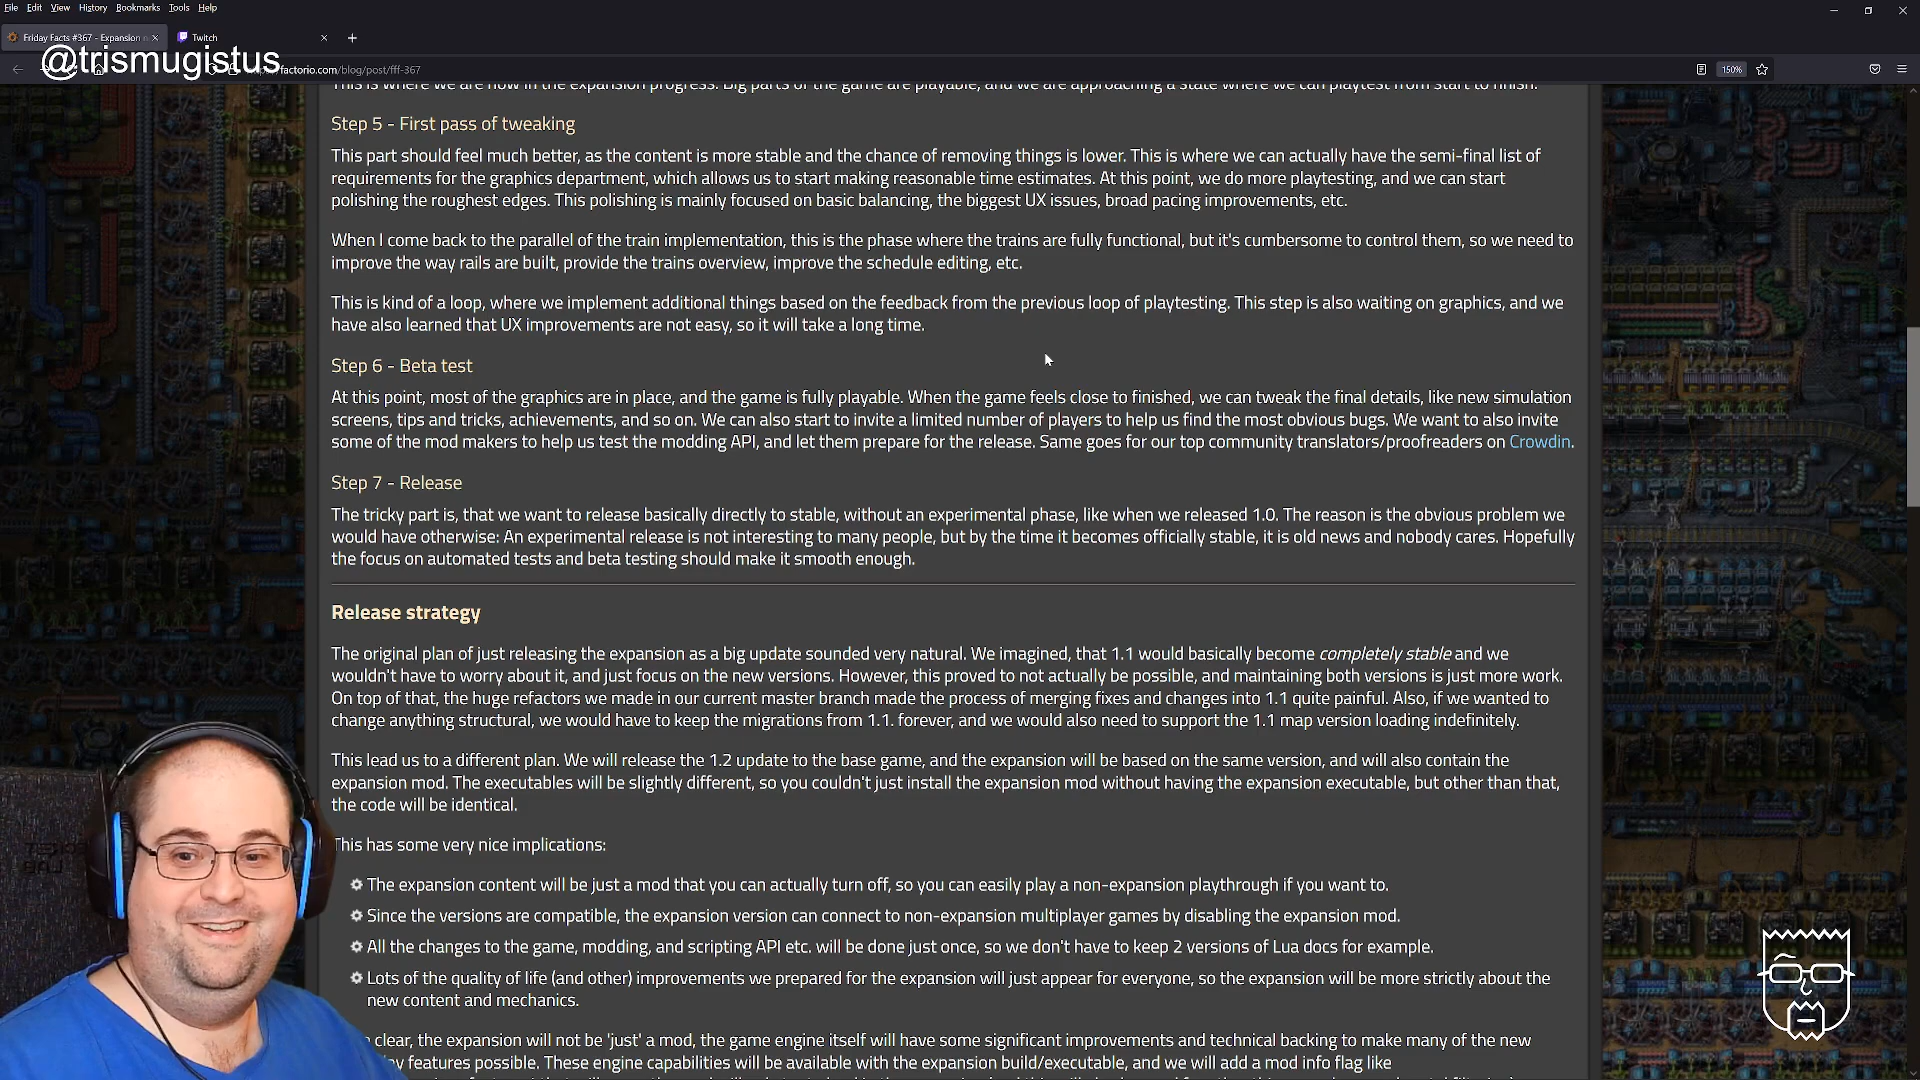 File Edit View History Bookmarks Tools Help
Friday Facts #367 - Expansion
Twitch
@trismugistus
factorio.com/blog/post/fff-367
150%
This is where we are now in the expansion progress. Big parts of the game are playable, and we are approaching a state where we can playtest from start to finish.
Step 5 - First pass of tweaking
This part should feel much better, as the content is more stable and the chance of removing things is lower. This is where we can actually have the semi-final list of
requirements for the graphics department, which allows us to start making reasonable time estimates. At this point, we do more playtesting, and we can start
polishing the roughest edges. This polishing is mainly focused on basic balancing, the biggest UX issues, broad pacing improvements, etc.
When I come back to the parallel of the train implementation, this is the phase where the trains are fully functional, but it's cumbersome to control them, so we need to
improve the way rails are built, provide the trains overview, improve the schedule editing, etc.
This is kind of a loop, where we implement additional things based on the feedback from the previous loop of playtesting. This step is also waiting on graphics, and we
have also learned that UX improvements are not easy, so it will take a long time.
Step 6 - Beta test
At this point, most of the graphics are in place, and the game is fully playable. When the game feels close to finished, we can tweak the final details, like new simulation
screens, tips and tricks, achievements, and so on. We can also start to invite a limited number of players to help us find the most obvious bugs. We want to also invite
some of the mod makers to help us test the modding API, and let them prepare for the release. Same goes for our top community translators/proofreaders on Crowdin.
Step 7 - Release
The tricky part is, that we want to release basically directly to stable, without an experimental phase, like when we released 1.0. The reason is the obvious problem we
would have otherwise: An experimental release is not interesting to many people, but by the time it becomes officially stable, it is old news and nobody cares. Hopefully
the focus on automated tests and beta testing should make it smooth enough.
Release strategy
The original plan of just releasing the expansion as a big update sounded very natural. We imagined, that 1.1 would basically become completely stable and we
wouldn't have to worry about it, and just focus on the new versions. However, this proved to not actually be possible, and maintaining both versions is just more work.
On top of that, the huge refactors we made in our current master branch made the process of merging fixes and changes into 1.1 quite painful. Also, if we wanted to
change anything structural, we would have to keep the migrations from 1.1. forever, and we would also need to support the 1.1 map version loading indefinitely.
This lead us to a different plan. We will release the 1.2 update to the base game, and the expansion will be based on the same version, and will also contain the
expansion mod. The executables will be slightly different, so you couldn't just install the expansion mod without having the expansion executable, but other than that,
the code will be identical.
This has some very nice implications:
The expansion content will be just a mod that you can actually turn off, so you can easily play a non-expansion playthrough if you want to.
Since the versions are compatible, the expansion version can connect to non-expansion multiplayer games by disabling the expansion mod.
All the changes to the game, modding, and scripting API etc. will be done just once, so we don't have to keep 2 versions of Lua docs for example.
Lots of the quality of life (and other) improvements we prepared for the expansion will just appear for everyone, so the expansion will be more strictly about the
new content and mechanics.
clear, the expansion will not be 'just' a mod, the game engine itself will have some significant improvements and technical backing to make many of the new
features possible. These engine capabilities will be available with the expansion build/executable, and we will add a mod info flag like